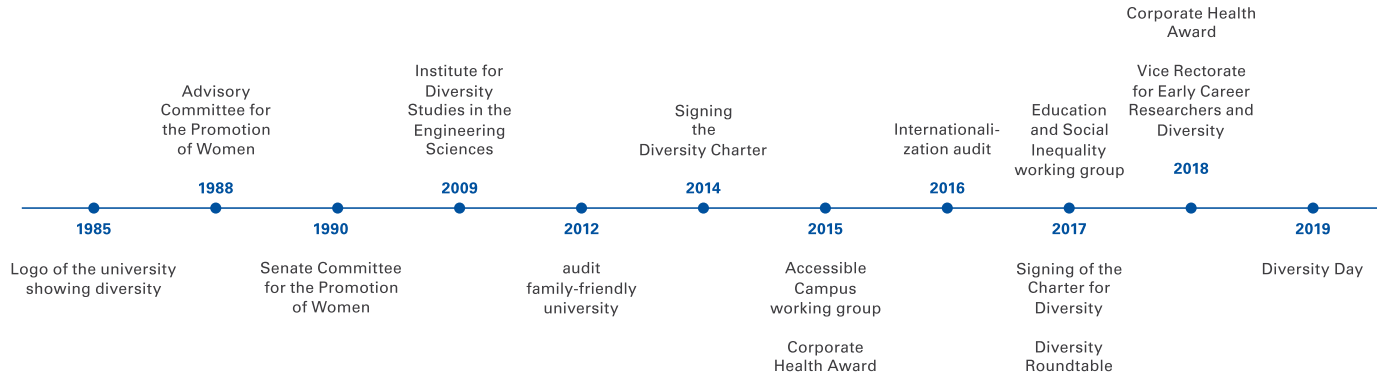 Logo of the university
showing diversity
1985
Advisory
Committee for
the Promotion
of Women
1988
1990
Senate Committee
for the Promotion
of Women
Institute for
Diversity
Studies in the
Engineering
Sciences
2009
2012
audit
family-friendly
university
Signing
the
Diversity Charter
2014
2015
Accessible
Campus
working group
Corporate
Health Award
Internationali-
zation audit
2016
Education
and Social
Inequality
working group
2017
Signing of the
Charter for
Diversity
Diversity
Roundtable
Corporate Health
Award
Vice Rectorate
for Early Career
Researchers and
Diversity
2018
2019
Diversity Day